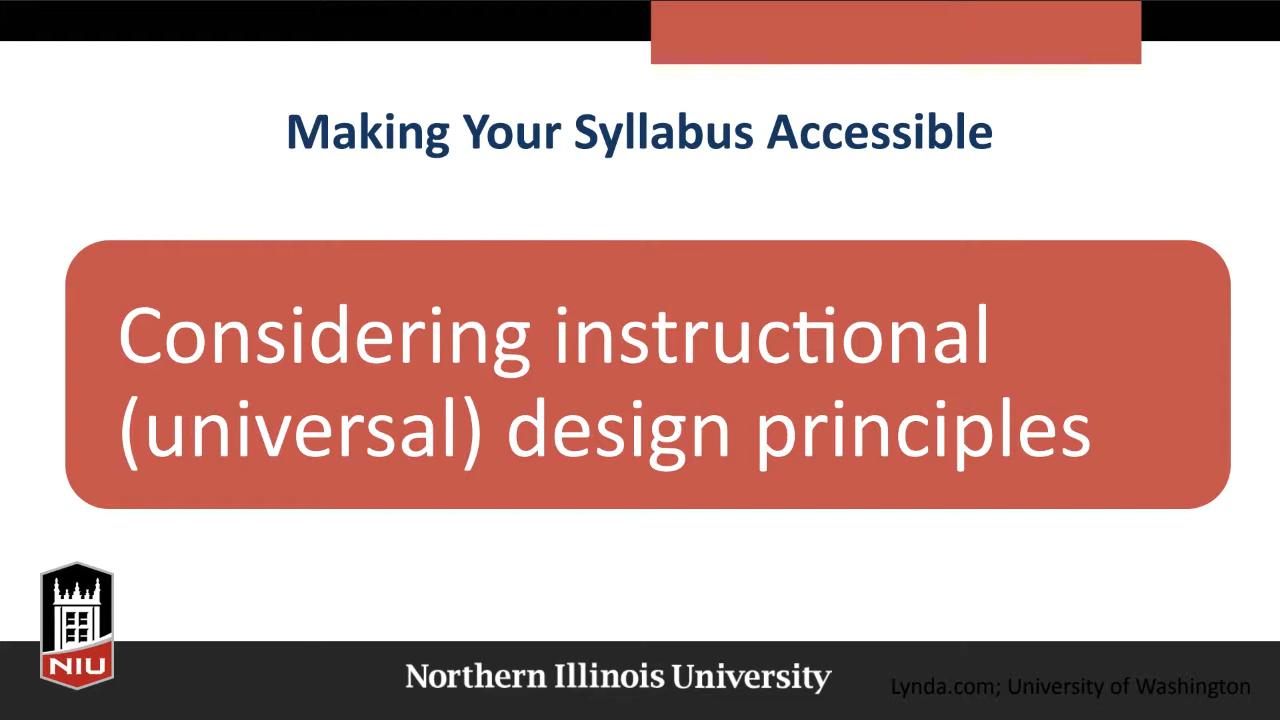 Making Your Syllabus Accessible
Considering instructional
(universal) design principles
NIU
Northern Illinois University
Lynda.com; University of Washington